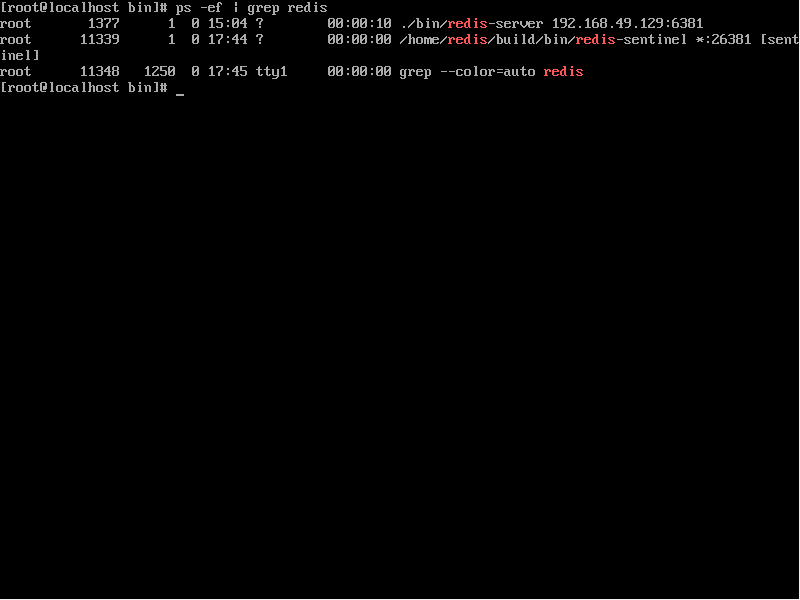 [root@localhost bin]# ps -ef | grep redis
root       1377      1  0 15:04 ?        00:00:10 ./bin/redis-server 192.168.49.129:6381
root      11339      1  0 17:44 ?        00:00:00 /home/redis/build/bin/redis-sentinel *:26381 [sent
inel]
root      11348   1250  0 17:45 tty1     00:00:00 grep --color=auto redis
[root@localhost bin]# _